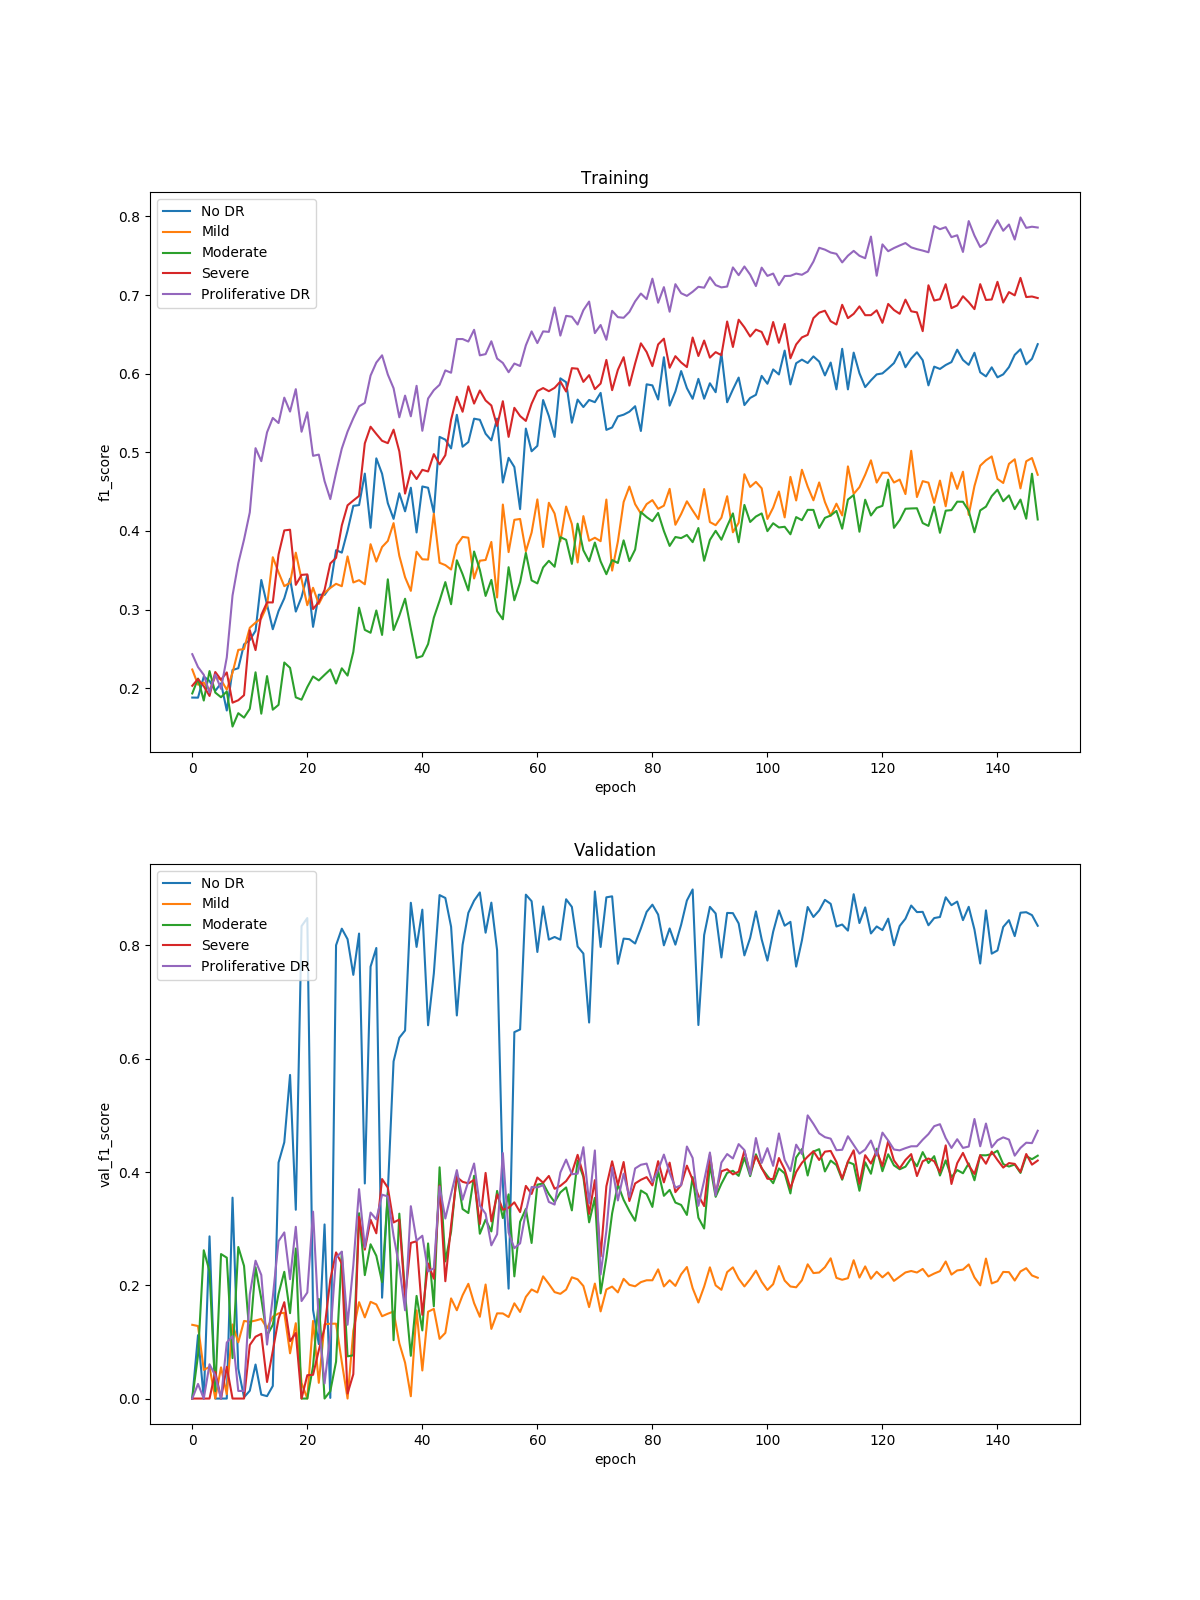 Training
f1_score
0.8
0.7
0.6
0.5
0.4
0.3
0.2
No DR
Mild
Moderate
Severe
Proliferative DR
0 20 40 60 80 100 120 140
epoch
Validation
val_f1_score
0.8
0.6
0.4
0.2
0.0
No DR
Mild
Moderate
Severe
Proliferative DR
0 20 40 60 80 100 120 140
epoch